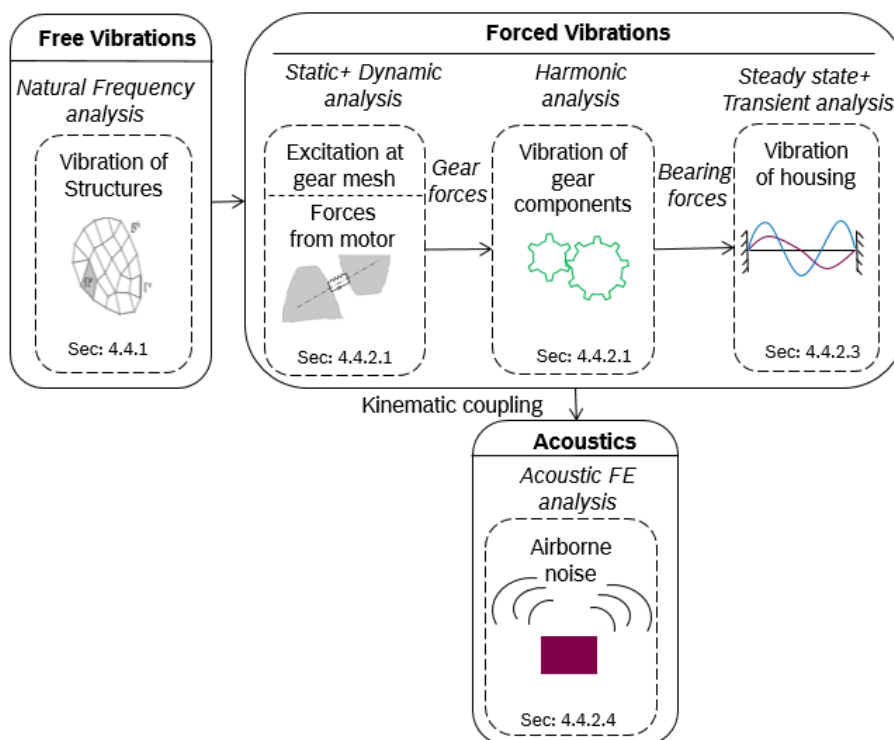 Free Vibrations
Natural Frequency
analysis
Vibration of
Structures
Sec: 4.4.1
Forced Vibrations
Static+ Dynamic
analysis
Excitation at
gear mesh
Forces
from motor
Sec: 4.4.2.1
Gear
forces
Harmonic
analysis
Vibration of
gear
components
Sec: 4.4.2.1
Bearing
forces
Steady state+
Transient analysis
Vibration
of housing
Sec: 4.4.2.3
Kinematic coupling
Acoustics
Acoustic FE
analysis
Airborne
noise
Sec: 4.4.2.4